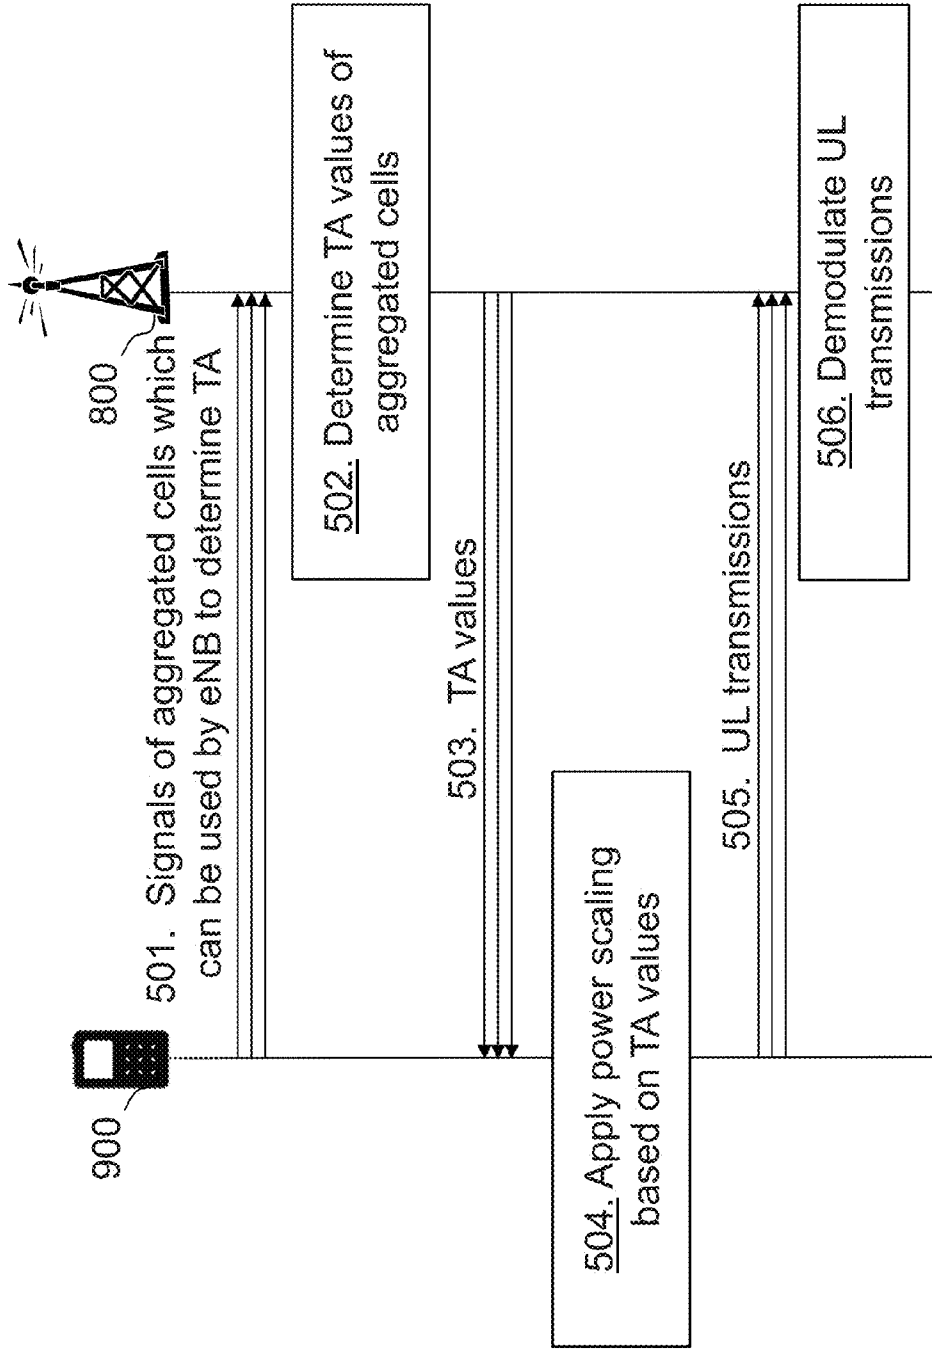 900
800
501. Signals of aggregated cells which
can be used by eNB to determine TA
502. Determine TA values of
aggregated cells
503. TA values
504. Apply power scaling
based on TA values
505. UL transmissions
506. Demodulate UL
transmissions